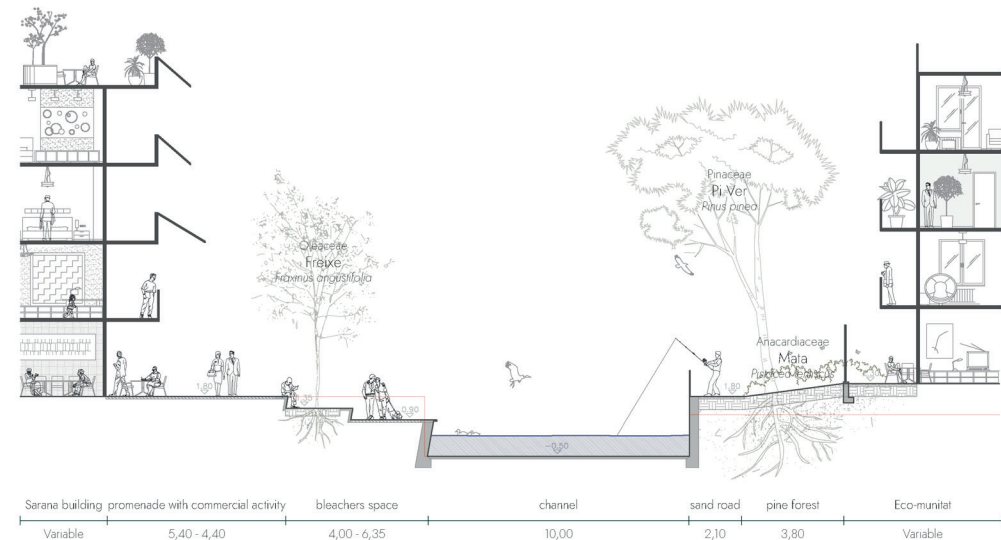 Pinaceae
Pi Ver
Pinus pinea
Oleaceae
Freixe
Fraxinus angustifolia
Anacardiaceae
Mata
1,80
1,80
0,90
-0,50
Sarana building
promenade with commercial activity
bleachers space
channel
sand road
pine forest
Eco-munitat
Variable
5,40 - 4,40
4,00 - 6,35
10,00
2,10
3,80
Variable